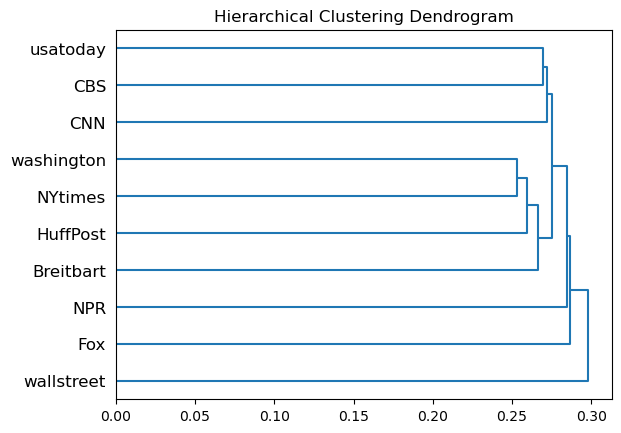 Hierarchical Clustering Dendrogram
usatoday
CBS
CNN
washington
NYtimes
HuffPost
Breitbart
NPR
Fox
wallstreet
0.00 0.05 0.10 0.15 0.20 0.25 0.30